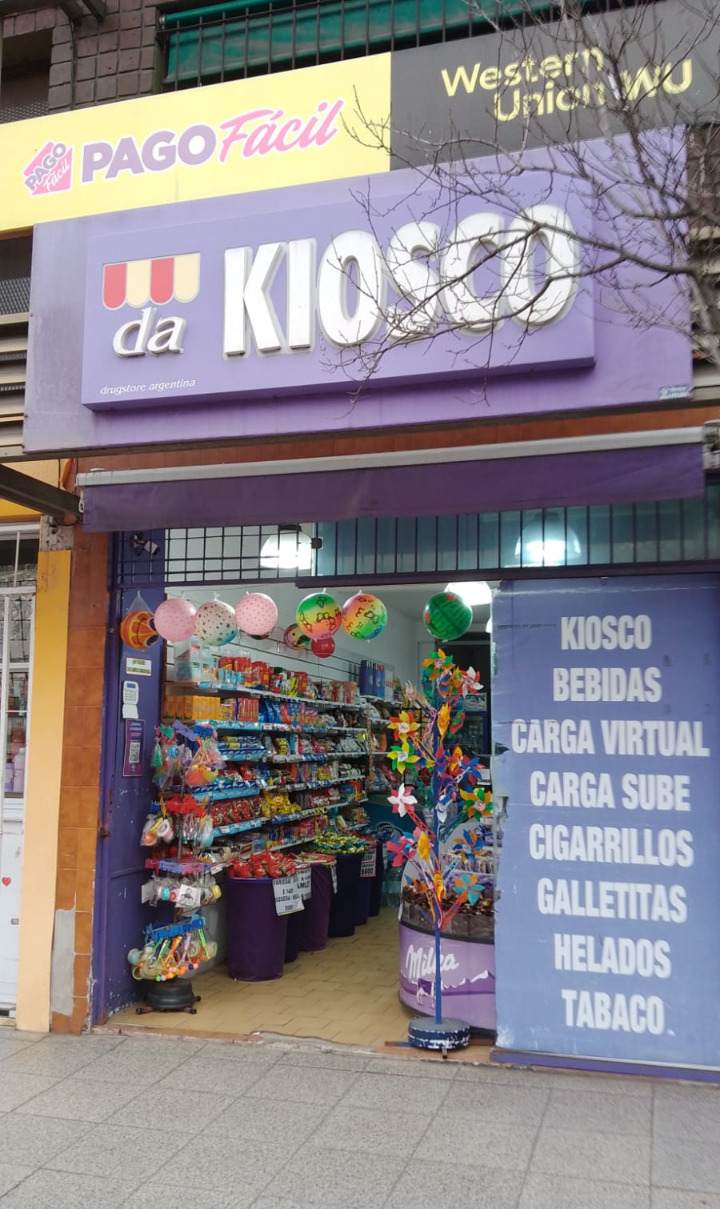 PAGO
Fácil
PAGO Fácil
Western
Union WU
da KIOSCO
drugstore argentina
KIOSCO
BEBIDAS
CARGA VIRTUAL
CARGA SUBE
CIGARRILLOS
GALLETITAS
HELADOS
TABACO
Milka